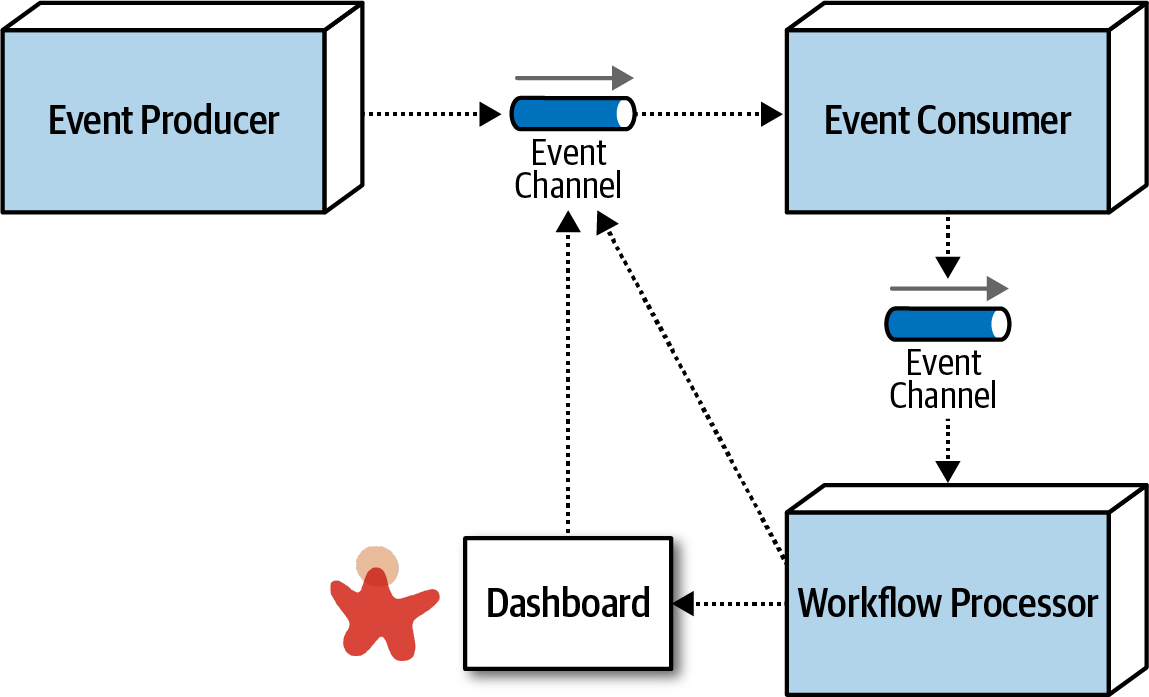 Event Producer
Event
Channel
Event Consumer
Event
Channel
Dashboard
Workflow Processor